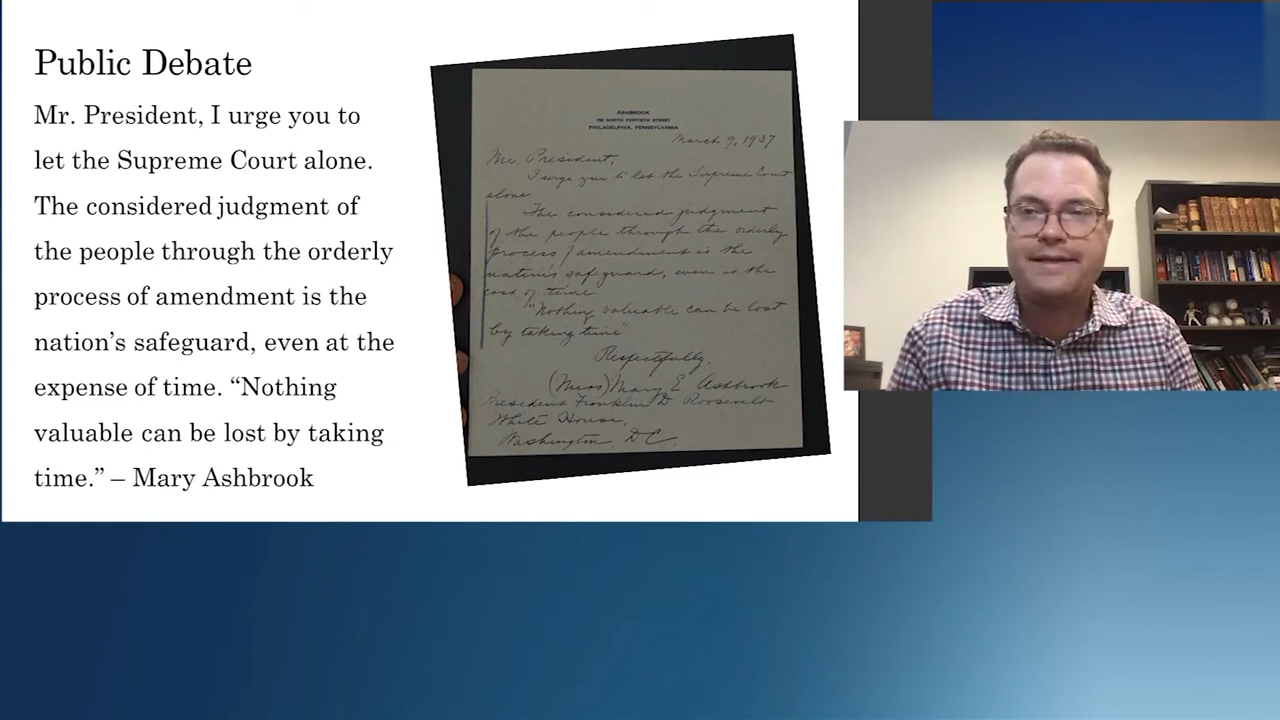 Public Debate
Mr. President, I urge you to
let the Supreme Court alone.
The considered judgment of
the people through the orderly
process of amendment is the
nation’s safeguard, even at the
expense of time. “Nothing
valuable can be lost by taking
time.” – Mary Ashbrook
ASHBROOK
NORTH FORTIETH STREET
PHILADELPHIA, PENNSYLVANIA
March 9, 1937
Mr President,
I urge you to let the Supreme Court
alone.
The considered judgment
of the people through the orderly
process of amendment is the
nation's safeguard, even at the
cost of time.
"Nothing valuable can be lost
by taking time"
Respectfully,
(Miss) Mary E. Ashbrook
President Franklin D Roosevelt
White House,
Washington, D.C.